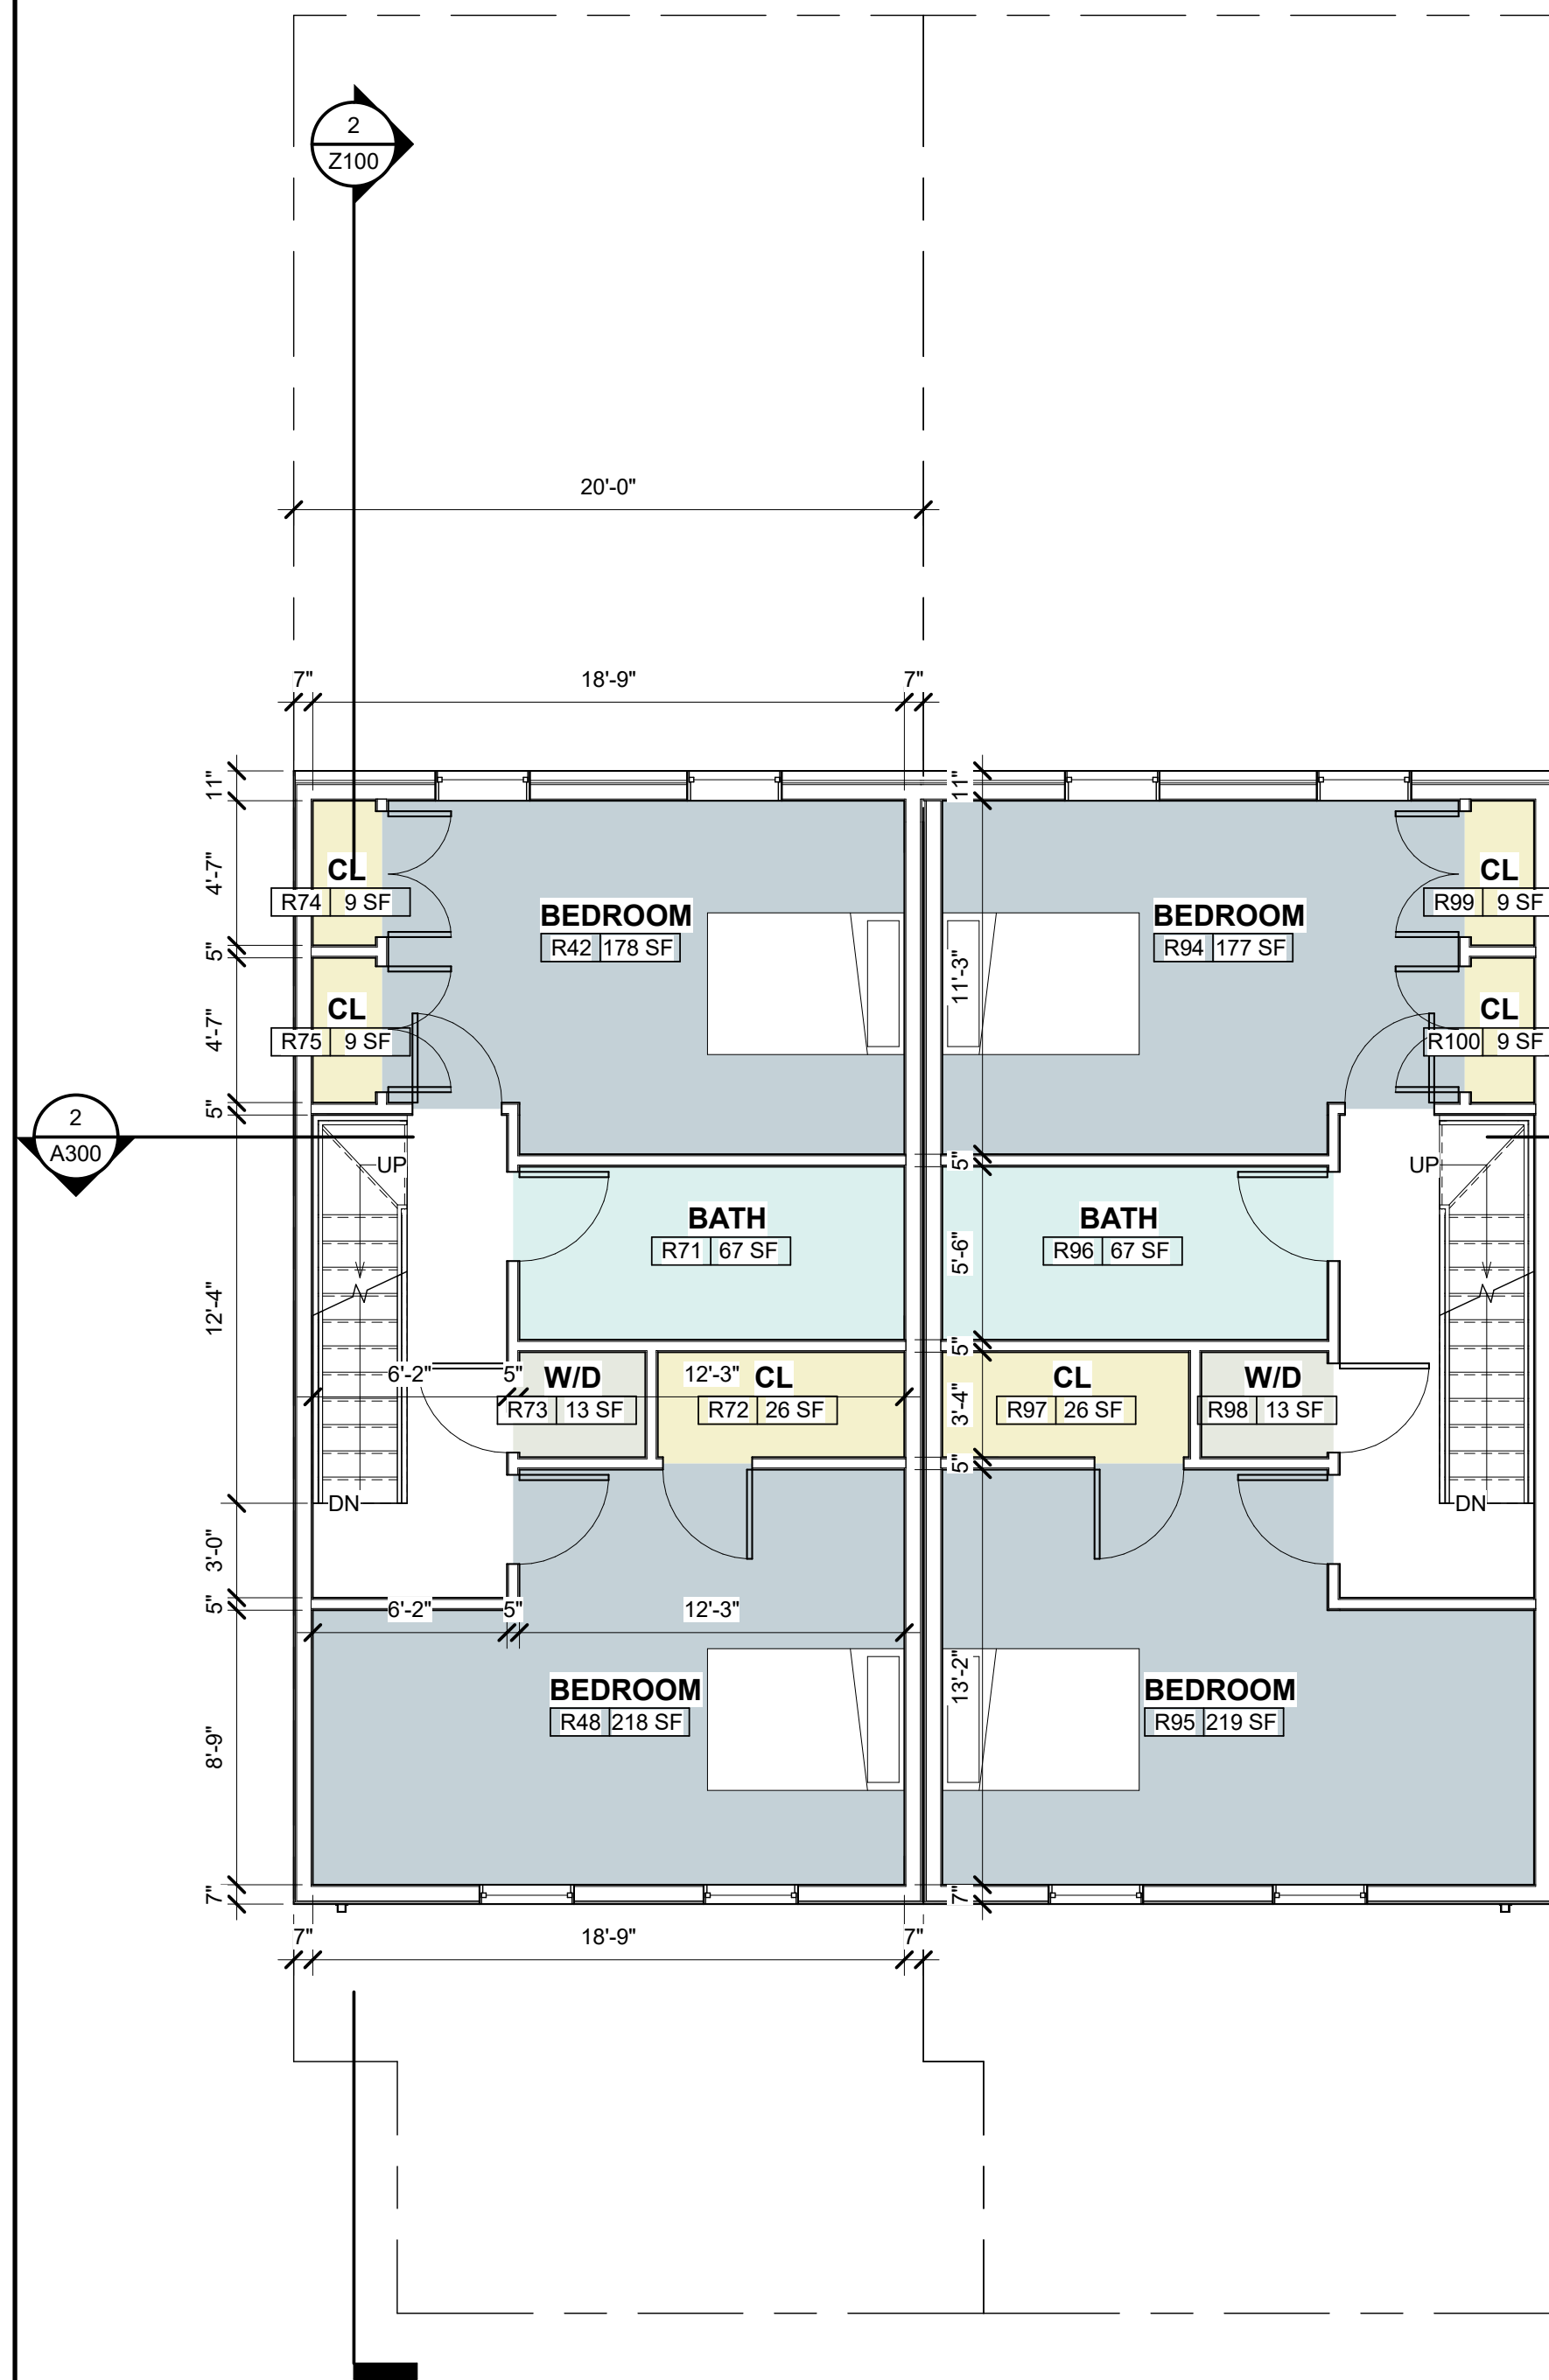 2
Z100
20'-0"
7" 18'-9" 7"
11" 11"
4'-7"
CL
R74 9 SF
BEDROOM
R42 178 SF
BEDROOM
R94 177 SF
CL
R99 9 SF
5"
11'-3"
4'-7"
CL
R75 9 SF
CL
R100 9 SF
5"
2
A300
UP
UP
5"
BATH
R71 67 SF
BATH
R96 67 SF
5'-6"
12'-4"
5"
6'-2" 5" 12'-3"
W/D
R73 13 SF
CL
R72 26 SF
3'-4"
CL
R97 26 SF
W/D
R98 13 SF
5"
DN
DN
3'-0"
5"
6'-2" 5" 12'-3"
13'-2"
BEDROOM
R48 218 SF
BEDROOM
R95 219 SF
8'-9"
7" 7"
7" 18'-9" 7"